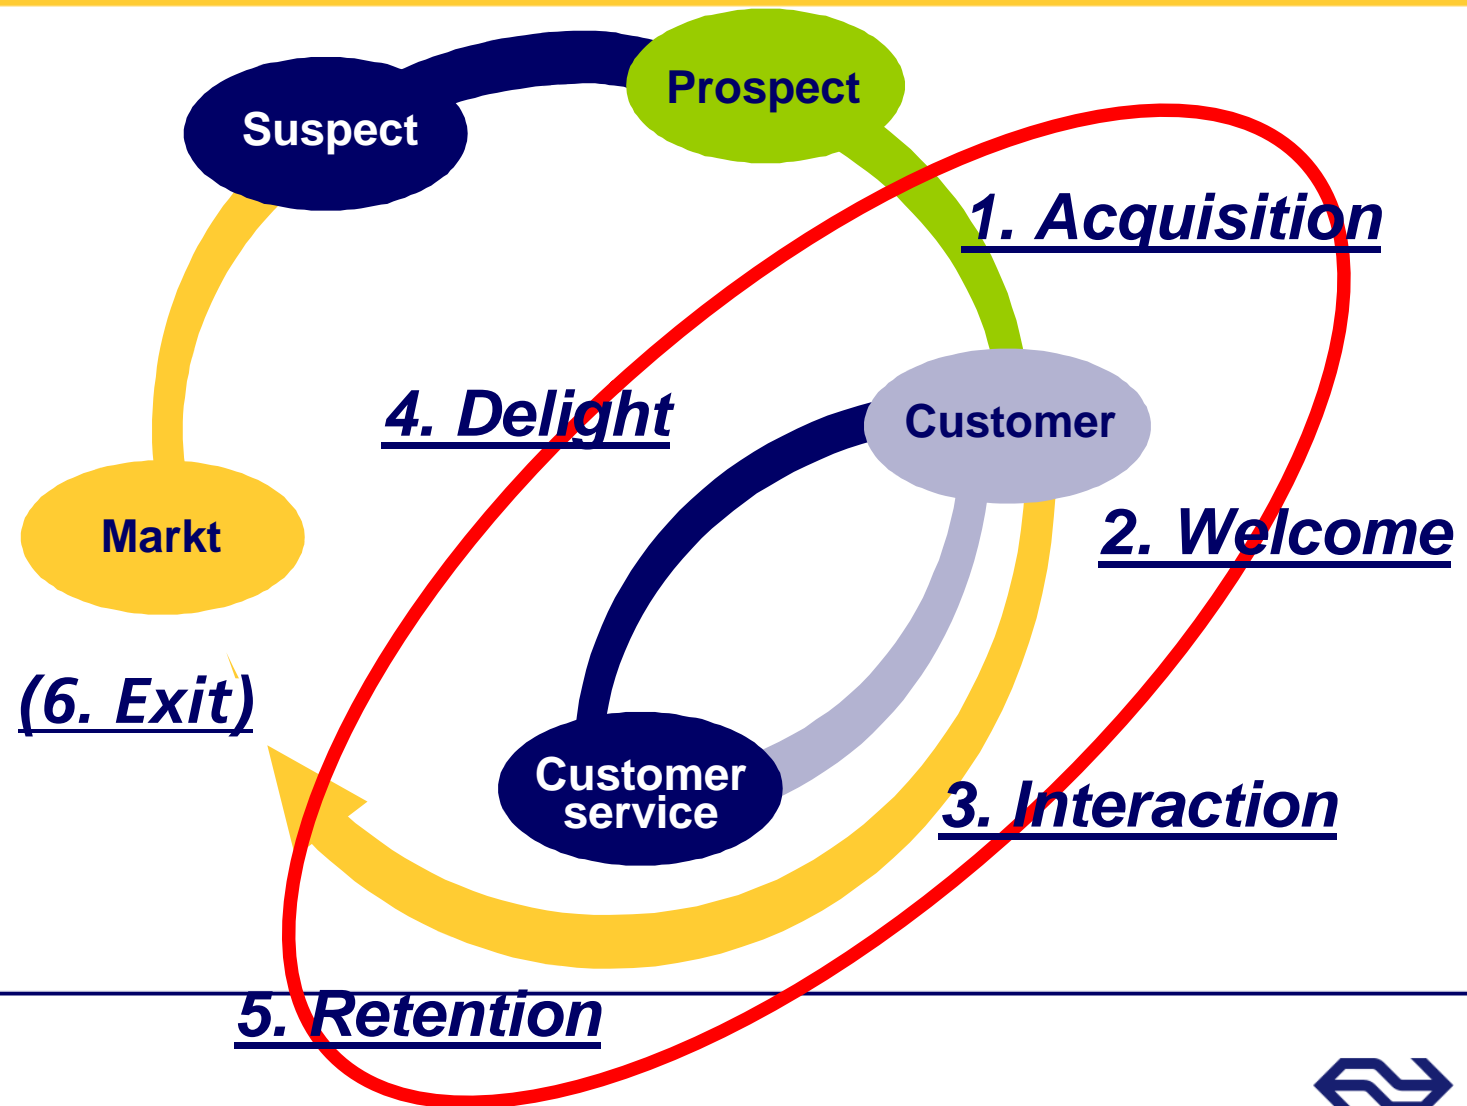 Prospect
Suspect
1. Acquisition
4. Delight
Customer
Markt
2. Welcome
(6. Exit)
Customer
service
3. Interaction
5. Retention